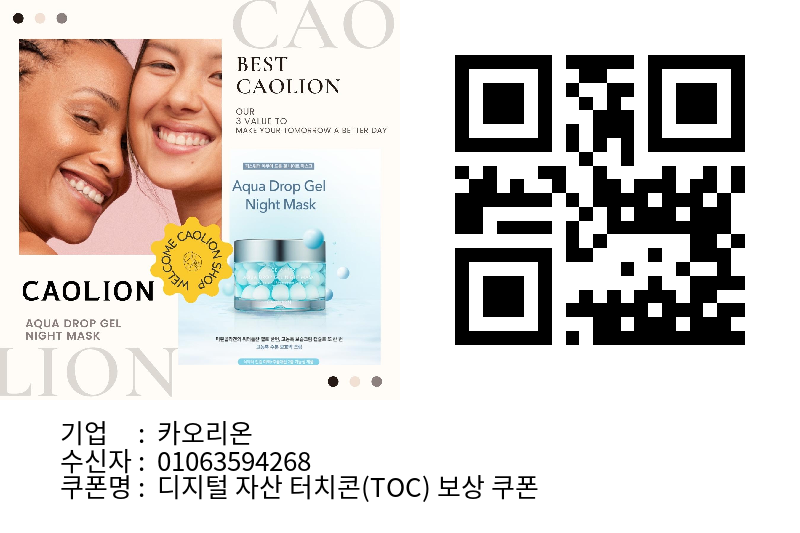 CAO
BEST
CAOLION
OUR
3 VALUE TO
MAKE YOUR TOMORROW A BETTER DAY
Aqua Drop Gel
Night Mask
WELCOME CAOLION SHOP
CAOLION
AQUA DROP GEL
NIGHT MASK
LION
기업 : 카오리온
수신자 : 01063594268
쿠폰명 : 디지털 자산 터치콘(TOC) 보상 쿠폰